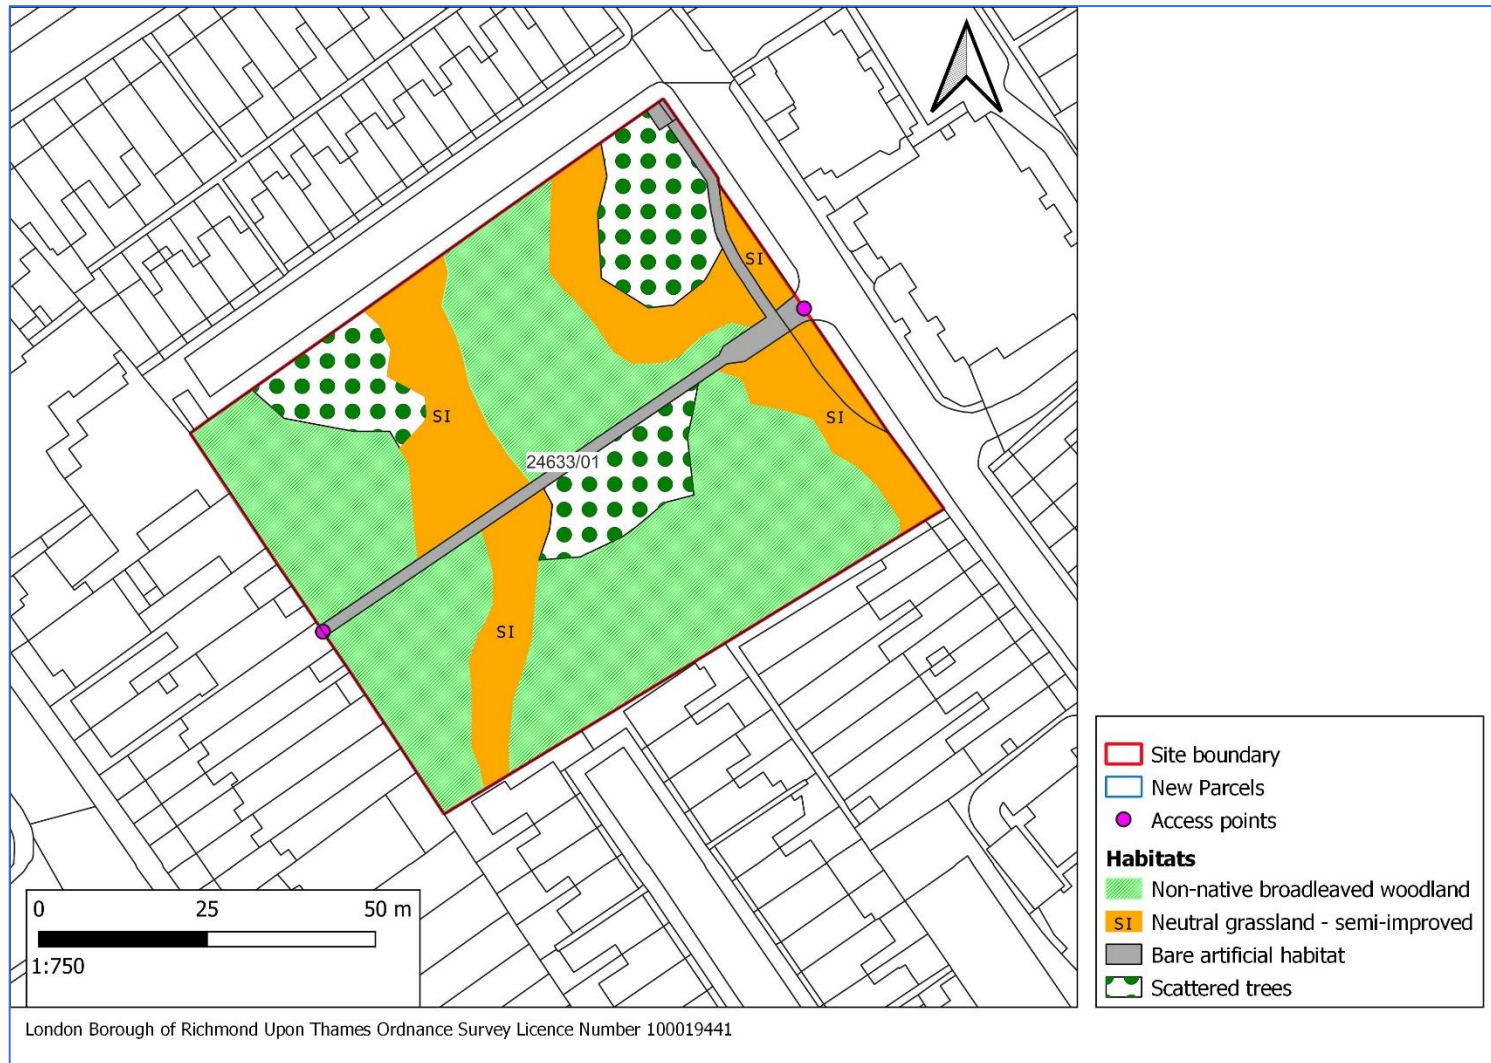 SI
SI
24633/01
SI
SI
Site boundary
New Parcels
Access points
Habitats
Non-native broadleaved woodland
SI Neutral grassland - semi-improved
Bare artificial habitat
Scattered trees
0 25 50 m
1:750
London Borough of Richmond Upon Thames Ordnance Survey Licence Number 100019441